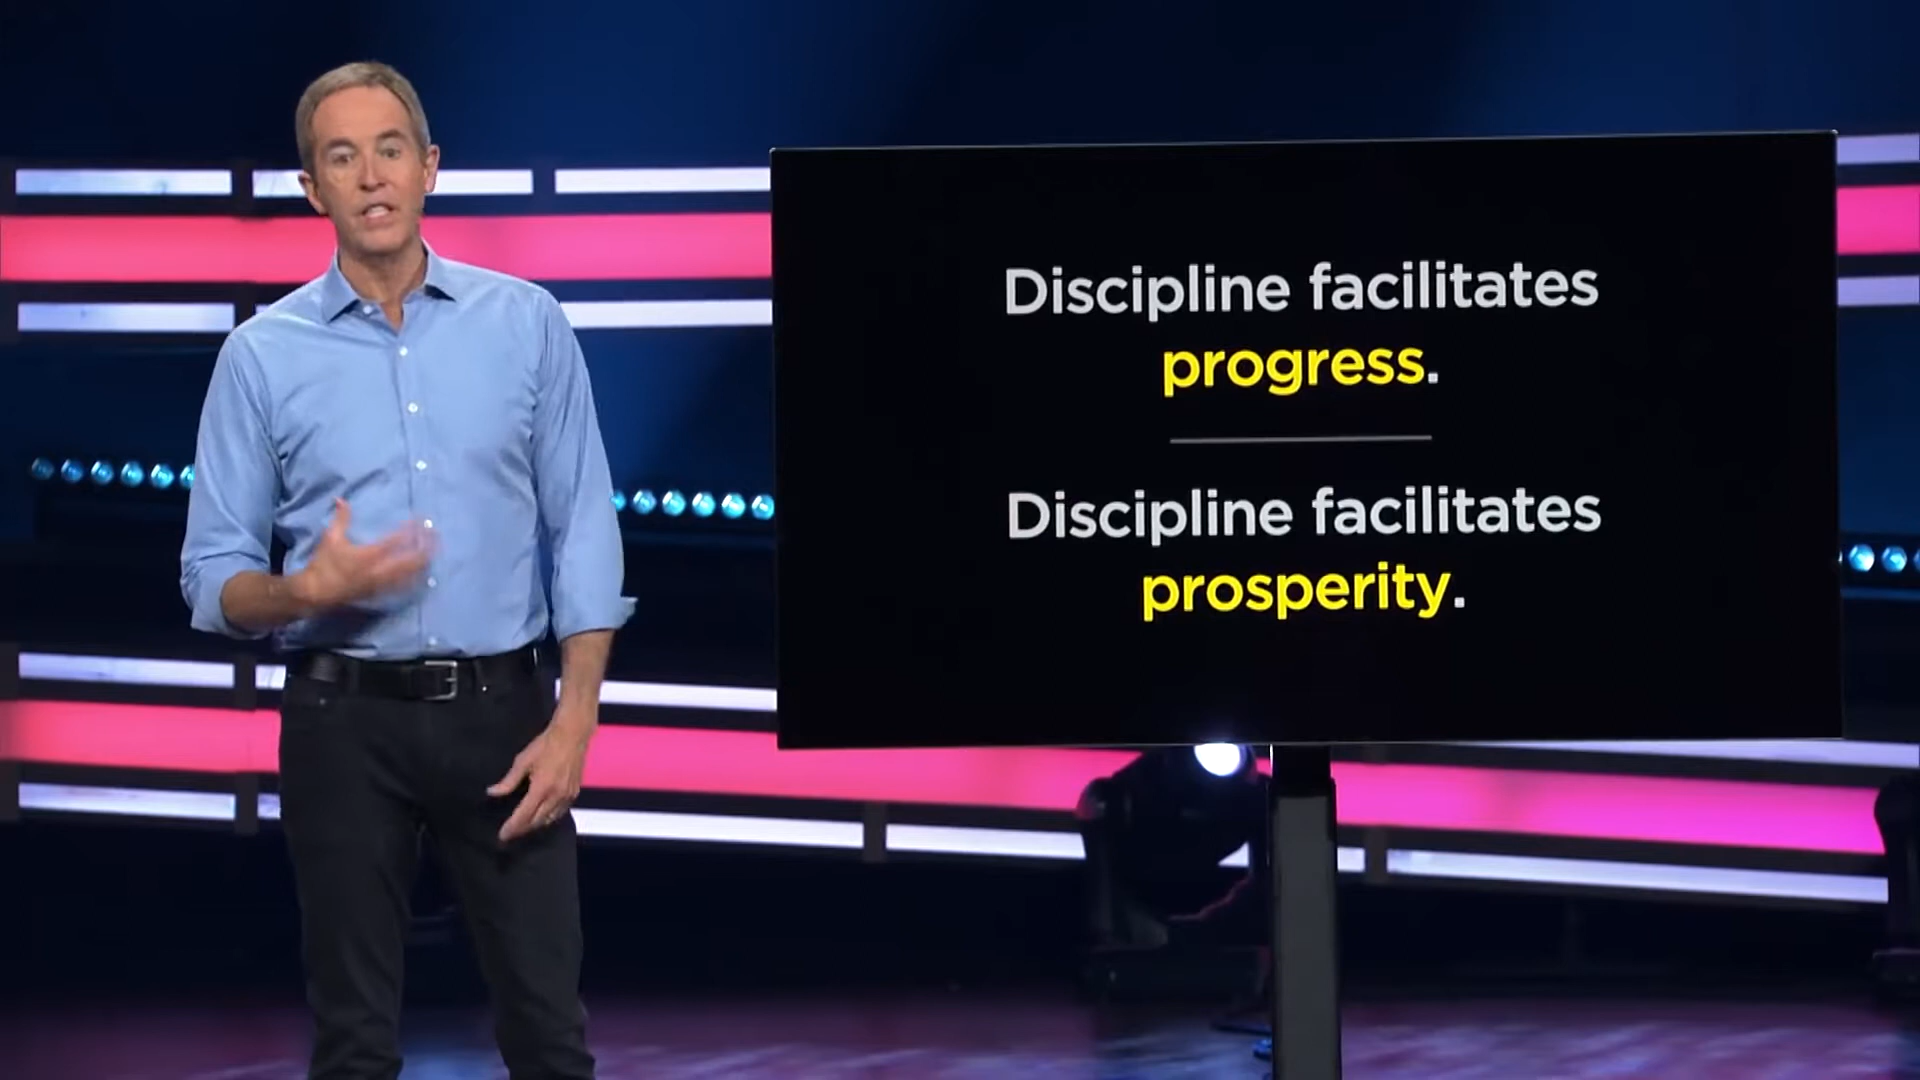 Discipline facilitates
progress.
Discipline facilitates
prosperity.